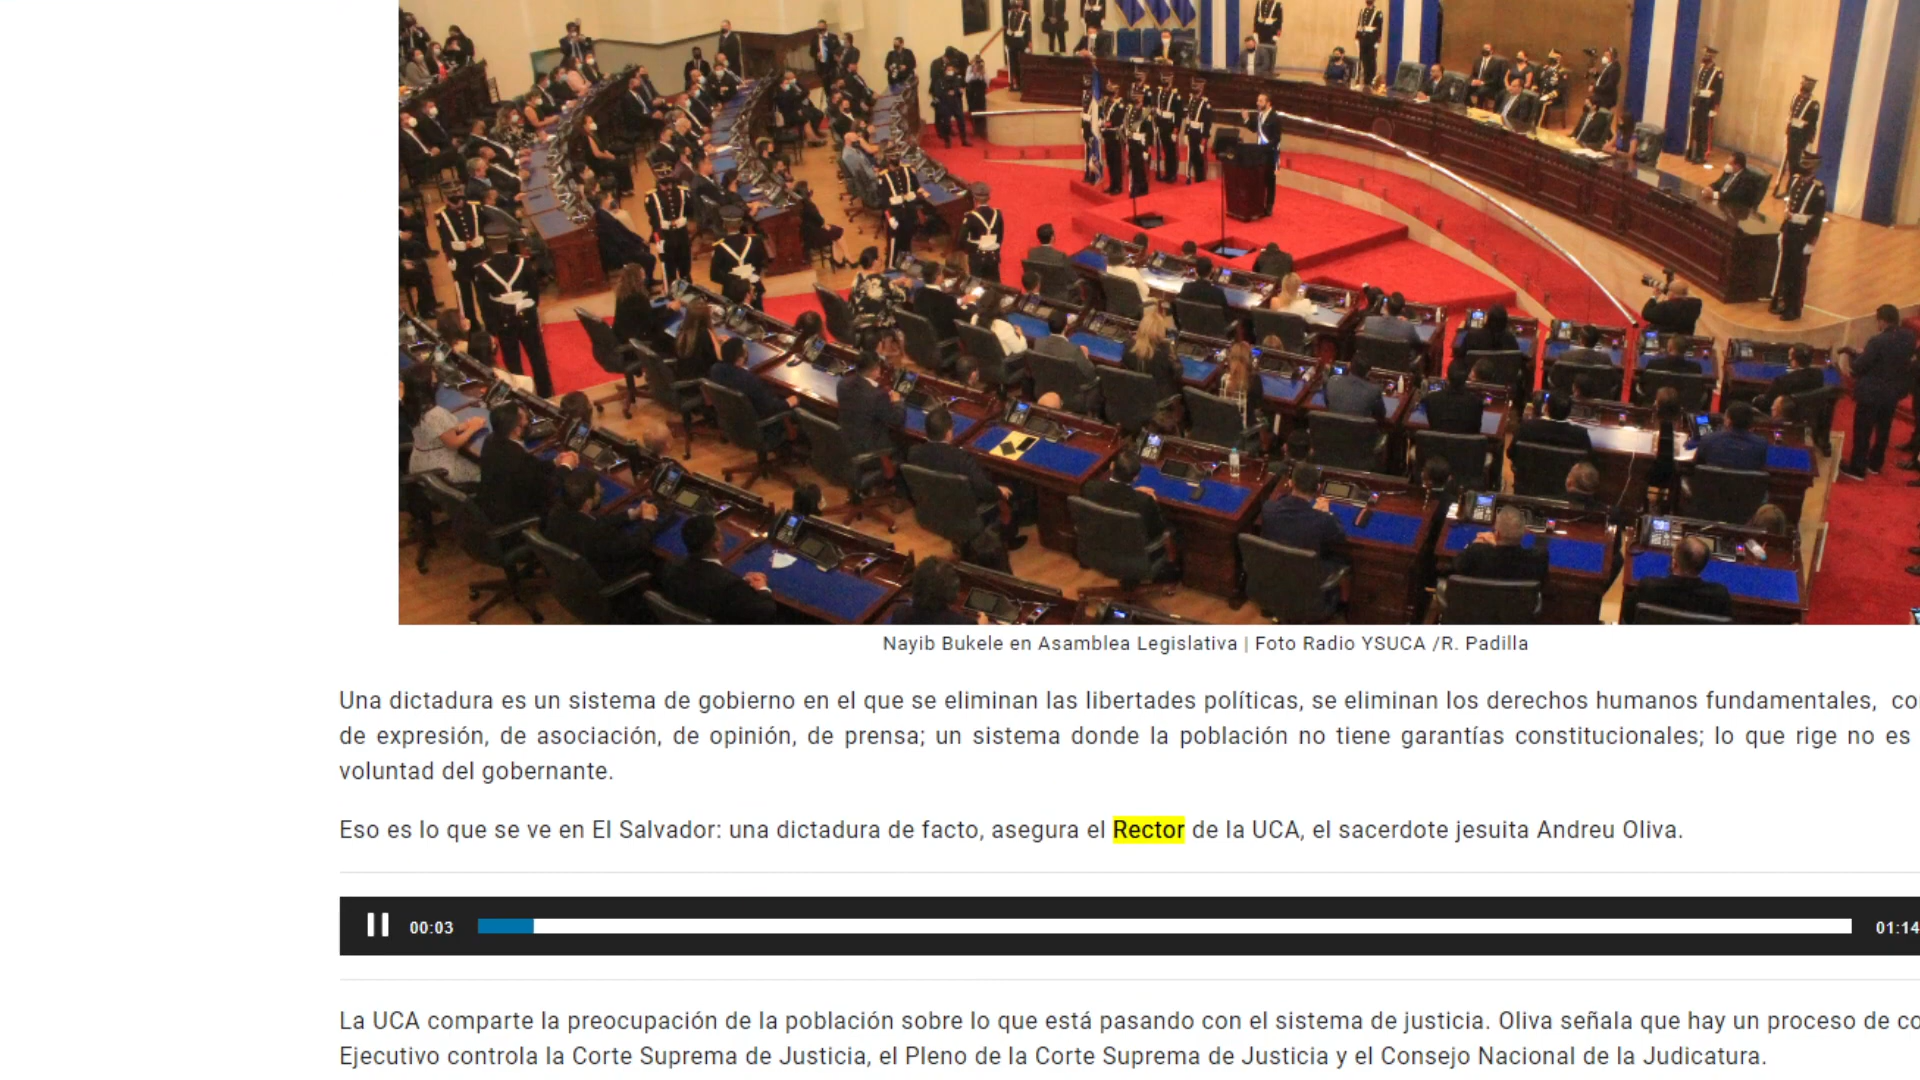 Nayib Bukele en Asamblea Legislativa | Foto Radio YSUCA /R. Padilla
Una dictadura es un sistema de gobierno en el que se eliminan las libertades políticas, se eliminan los derechos humanos fundamentales, co
de expresión, de asociación, de opinión, de prensa; un sistema donde la población no tiene garantías constitucionales; lo que rige no es
voluntad del gobernante.
Eso es lo que se ve en El Salvador: una dictadura de facto, asegura el Rector de la UCA, el sacerdote jesuita Andreu Oliva.
00:03 01:14
La UCA comparte la preocupación de la población sobre lo que está pasando con el sistema de justicia. Oliva señala que hay un proceso de co
Ejecutivo controla la Corte Suprema de Justicia, el Pleno de la Corte Suprema de Justicia y el Consejo Nacional de la Judicatura.